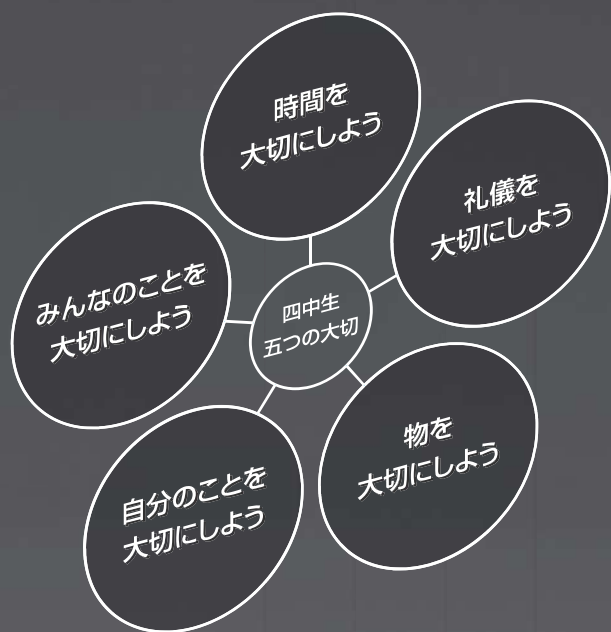 時間を
大切にしよう
礼儀を
大切にしよう
みんなのことを
大切にしよう
四中生
五つの大切
物を
大切にしよう
自分のことを
大切にしよう